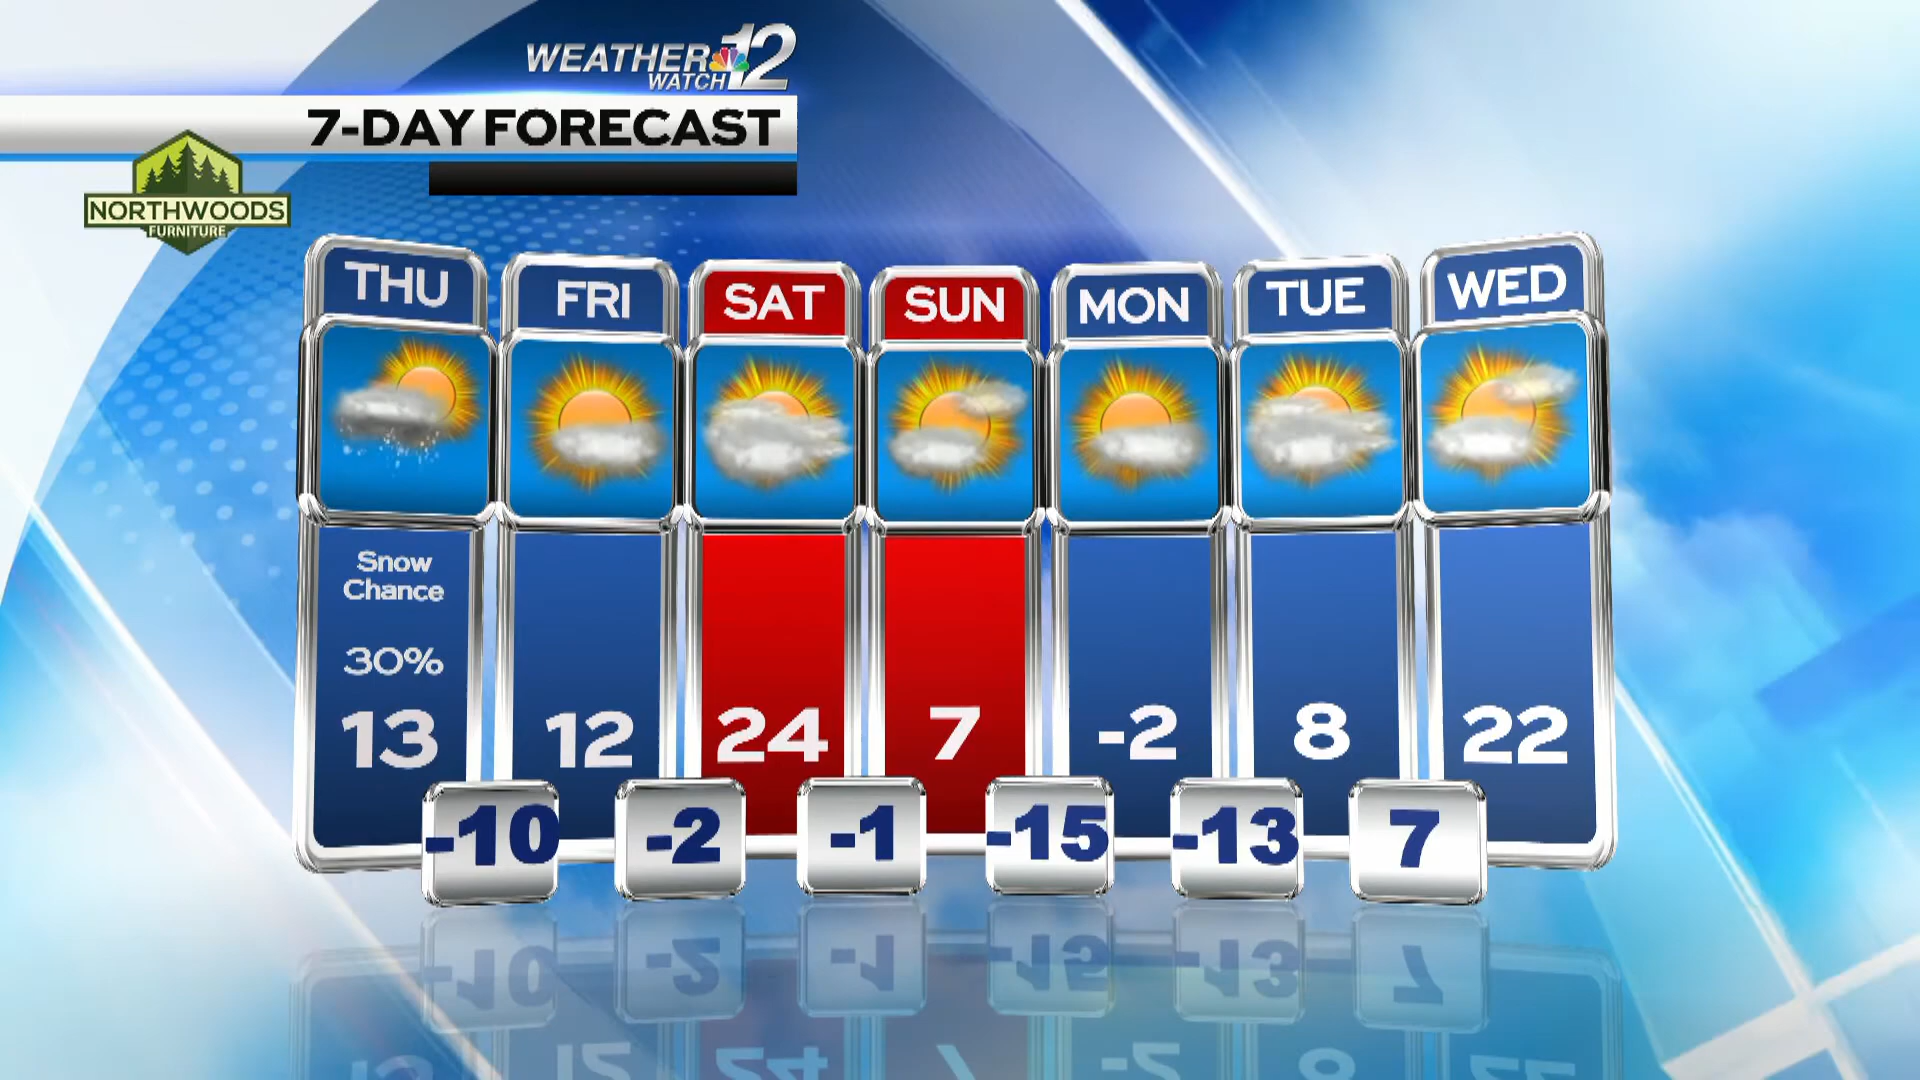 WEATHER 12
WATCH
7-DAY FORECAST
NORTHWOODS
FURNITURE
THU FRI SAT SUN MON TUE WED
Snow
Chance
30%
13 12 24 7 -2 8 22
-10 -2 -1 -15 -13 7